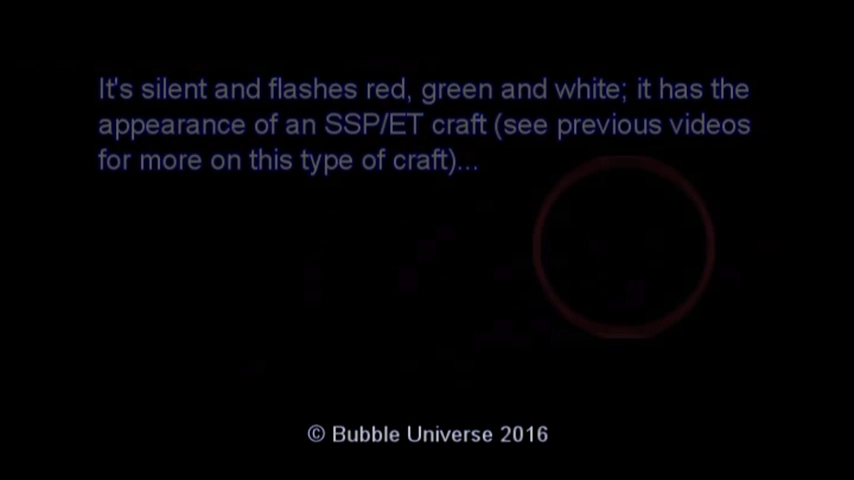 It's silent and flashes red, green and white; it has the
appearance of an SSP/ET craft (see previous videos
for more on this type of craft)...
© Bubble Universe 2016